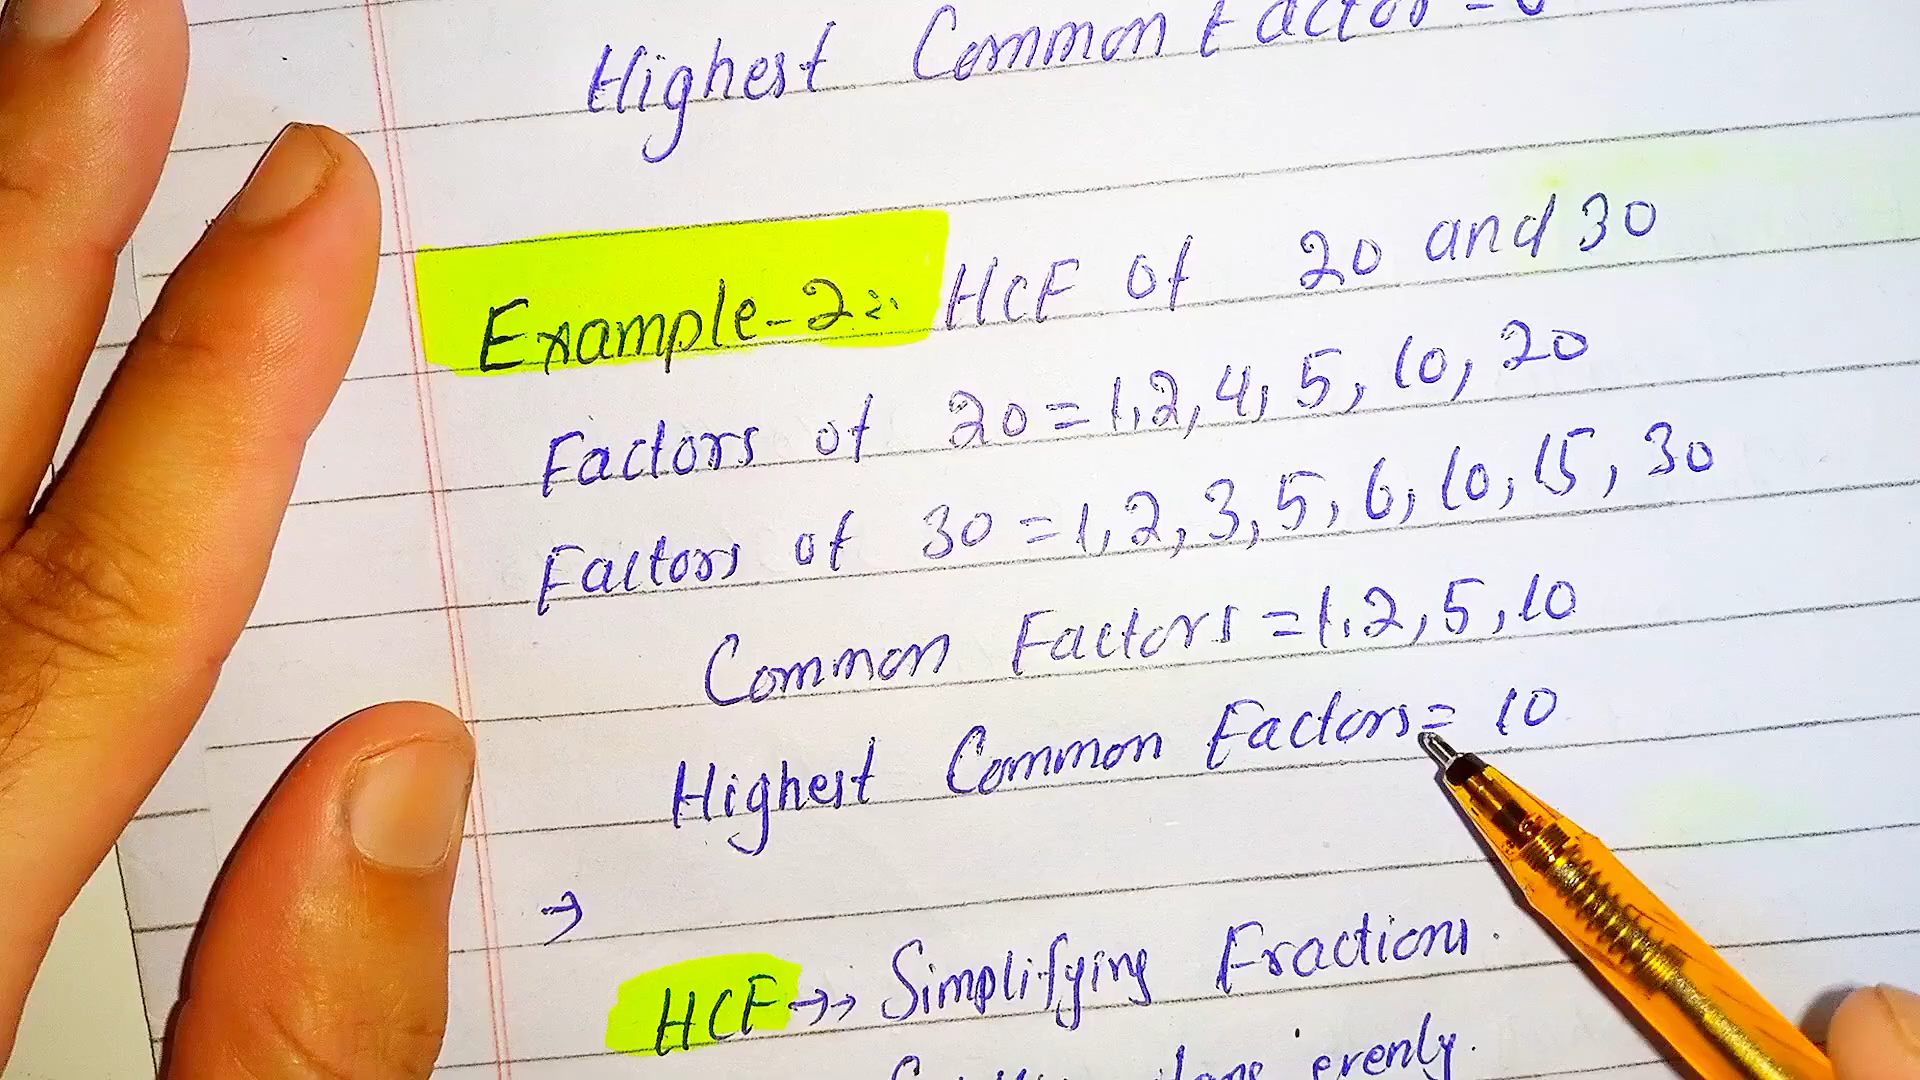 Highest Common Factor =
Example-2:- HCF of 20 and 30
Factors of 20 = 1, 2, 4, 5, 10, 20
Factors of 30 = 1, 2, 3, 5, 6, 10, 15, 30
Common Factors = 1, 2, 5, 10
Highest Common Factors = 10
→
HCF →→ Simplifying Fractions.
evenly.